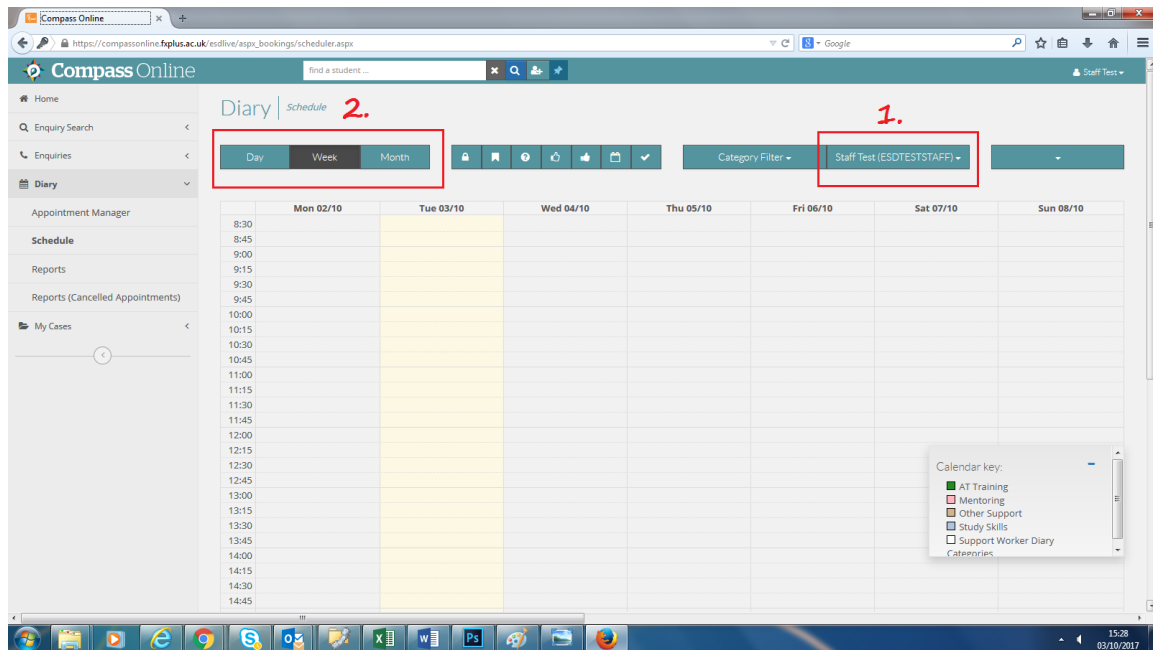 Compass Online
https://compassonline.fxplus.ac.uk/esdlive/aspx_bookings/scheduler.aspx
Google
Compass Online
find a student ...
Staff Test
Home
Enquiry Search
Enquiries
Diary
Appointment Manager
Schedule
Reports
Reports (Cancelled Appointments)
My Cases
Diary Schedule
2.
1.
Day Week Month
Category Filter
Staff Test (ESDTESTSTAFF)
Mon 02/10 Tue 03/10 Wed 04/10 Thu 05/10 Fri 06/10 Sat 07/10 Sun 08/10
8:30
8:45
9:00
9:15
9:30
9:45
10:00
10:15
10:30
10:45
11:00
11:15
11:30
11:45
12:00
12:15
12:30
12:45
13:00
13:15
13:30
13:45
14:00
14:15
14:30
14:45
Calendar key:
AT Training
Mentoring
Other Support
Study Skills
Support Worker Diary
Categories
15:28
03/10/2017